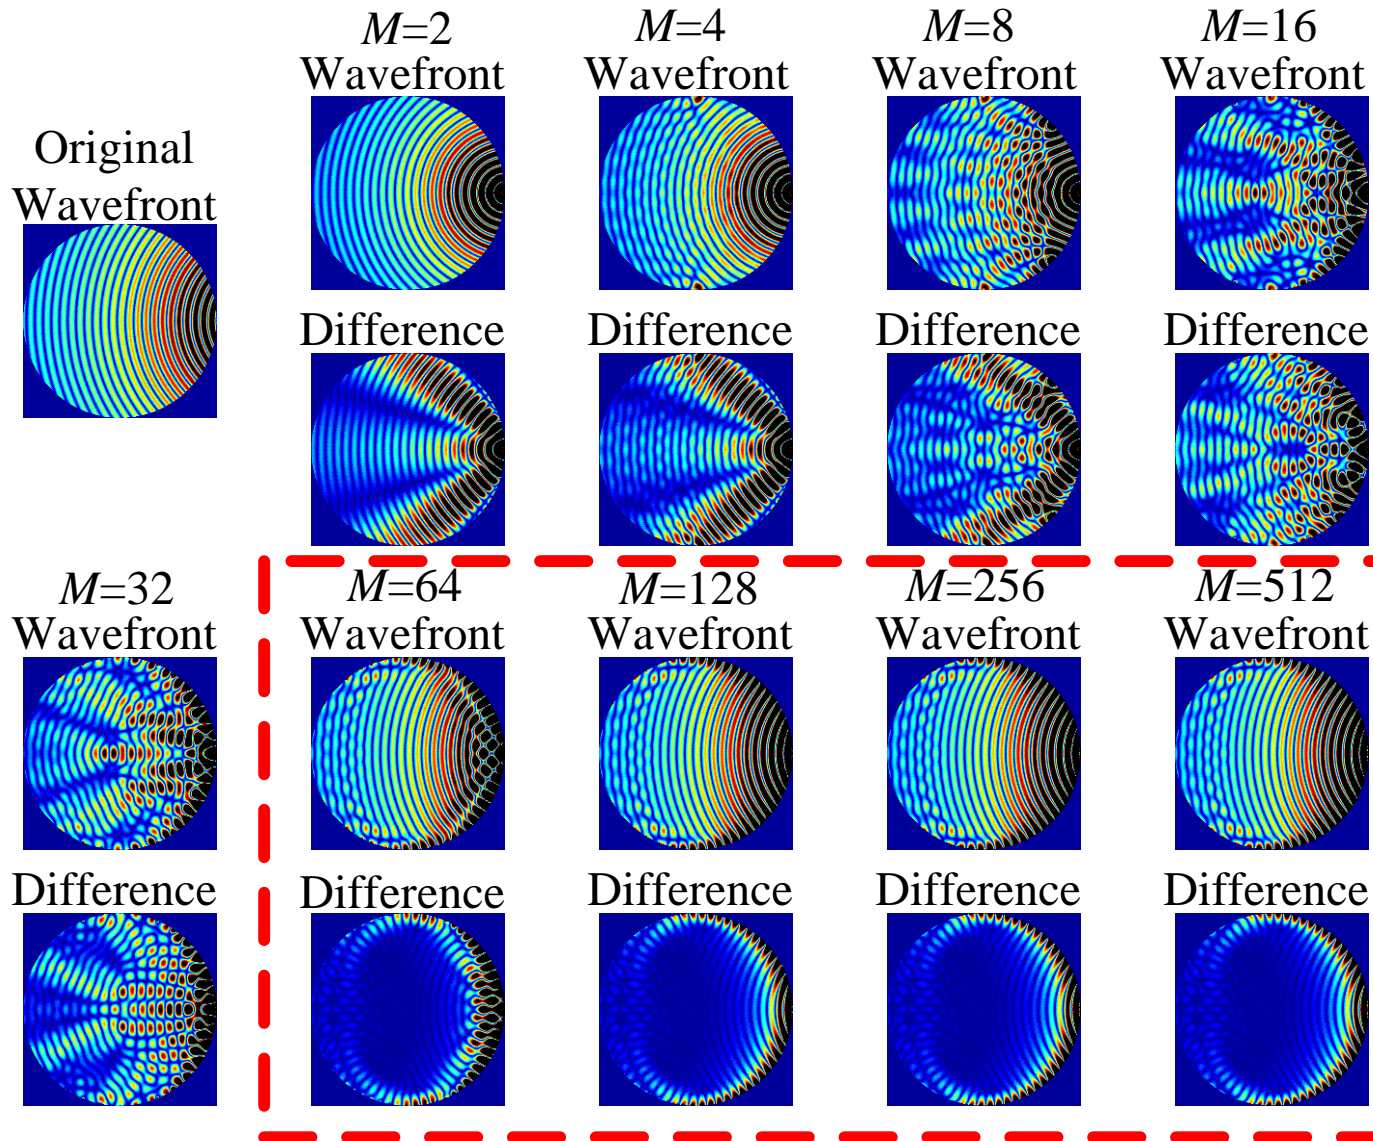 Original
Wavefront
M=2
Wavefront
Difference
M=4
Wavefront
Difference
M=8
Wavefront
Difference
M=16
Wavefront
Difference
M=32
Wavefront
Difference
M=64
Wavefront
Difference
M=128
Wavefront
Difference
M=256
Wavefront
Difference
M=512
Wavefront
Difference